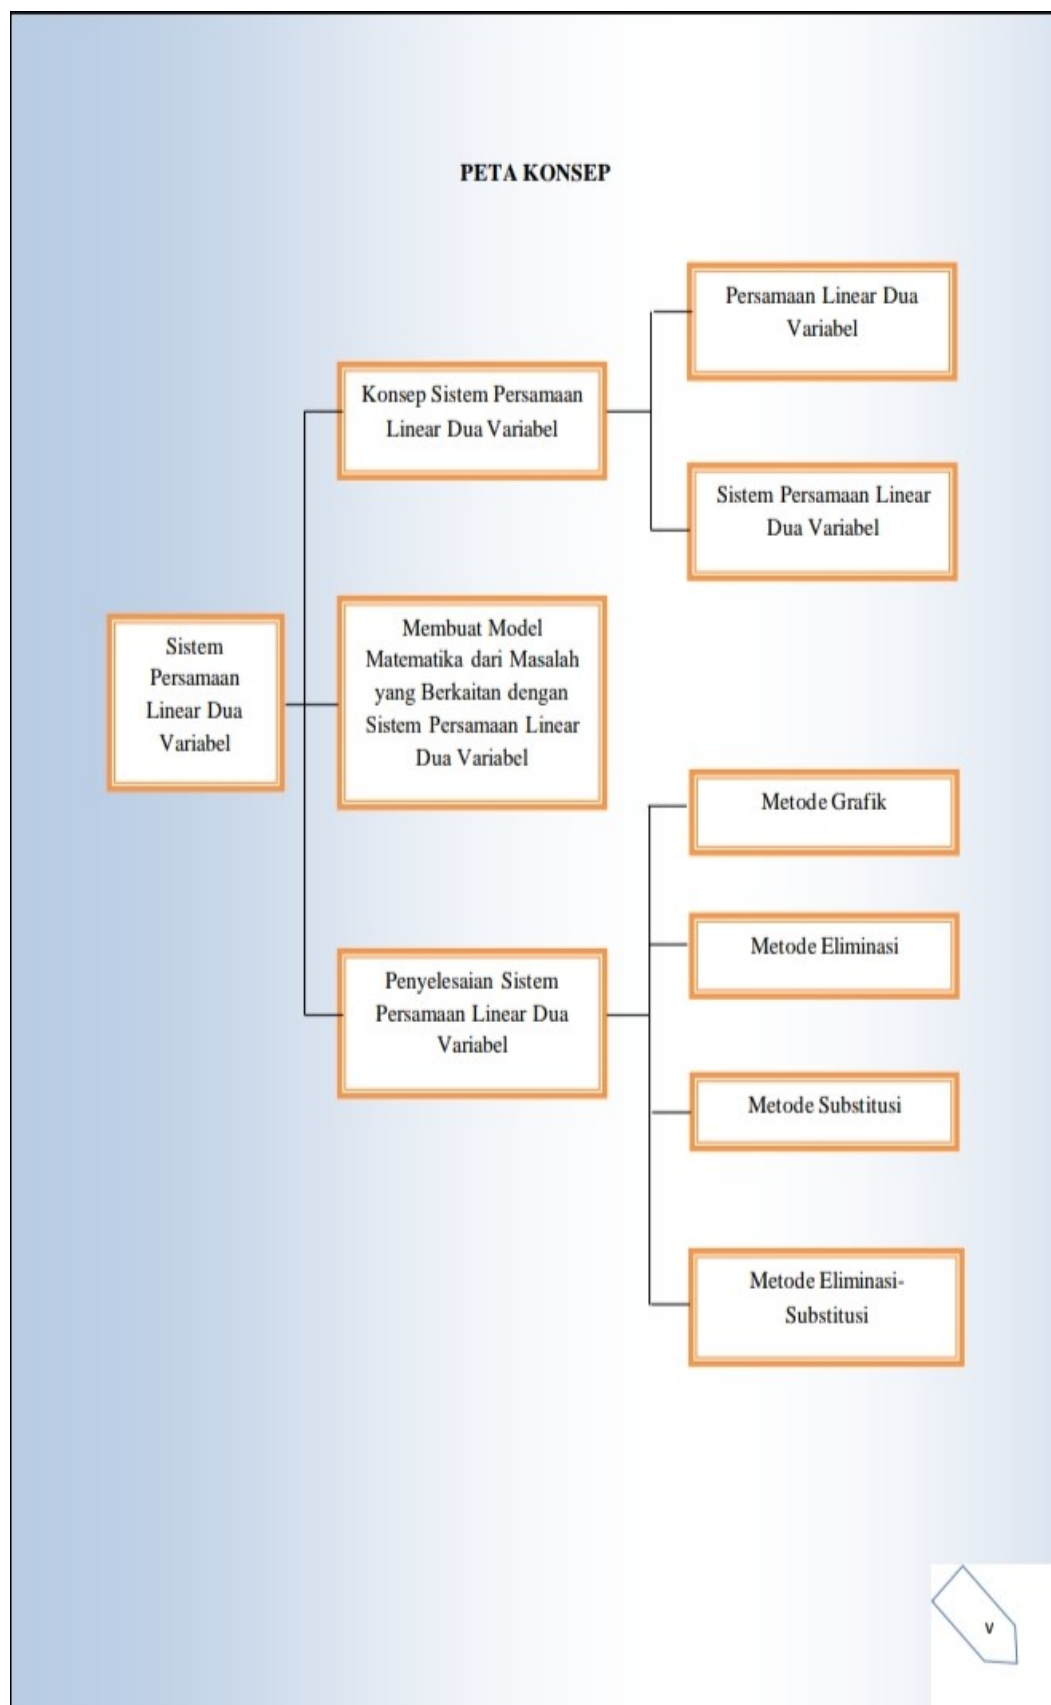 PETA KONSEP
Persamaan Linear Dua
Variabel
Konsep Sistem Persamaan
Linear Dua Variabel
Sistem Persamaan Linear
Dua Variabel
Sistem
Persamaan
Linear Dua
Variabel
Membuat Model
Matematika dari Masalah
yang Berkaitan dengan
Sistem Persamaan Linear
Dua Variabel
Metode Grafik
Metode Eliminasi
Penyelesaian Sistem
Persamaan Linear Dua
Variabel
Metode Substitusi
Metode Eliminasi-
Substitusi
v